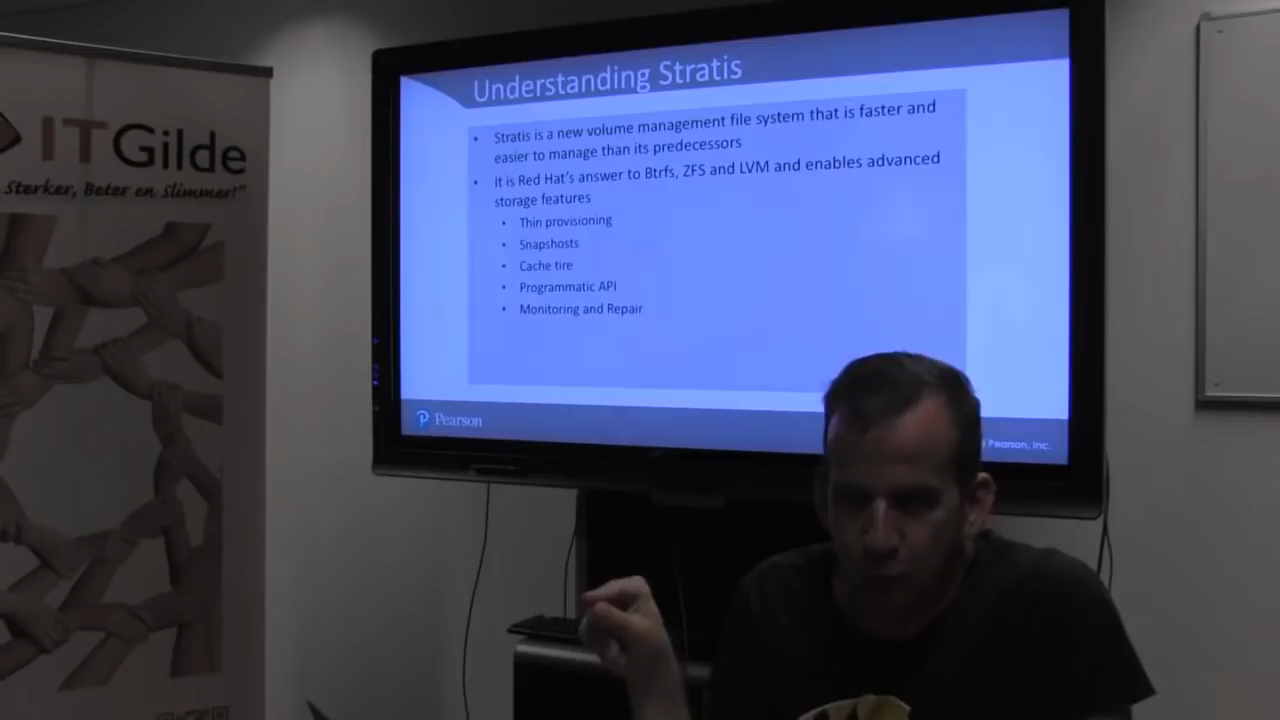 ITGilde
Sterker, Beter en Slimmer!"
Understanding Stratis
• Stratis is a new volume management file system that is faster and
easier to manage than its predecessors
• It is Red Hat's answer to Btrfs, ZFS and LVM and enables advanced
storage features
• Thin provisioning
• Snapshosts
• Cache tire
• Programmatic API
• Monitoring and Repair
Pearson
Pearson, Inc.